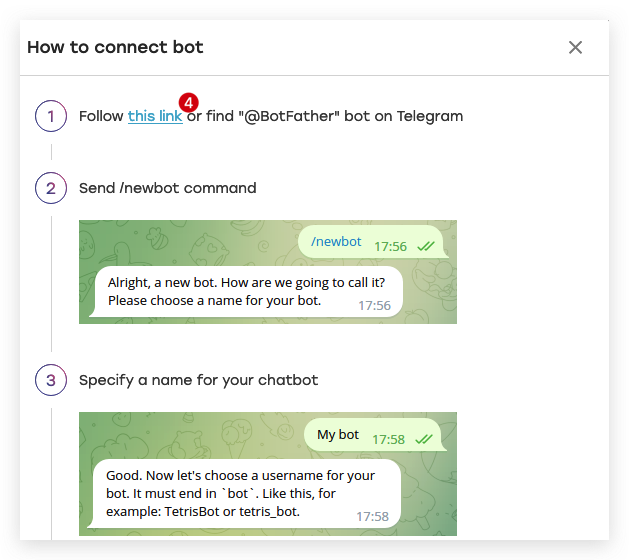 How to connect bot
4
1 Follow this link or find "@BotFather" bot on Telegram
2 Send /newbot command
/newbot 17:56
Alright, a new bot. How are we going to call it?
Please choose a name for your bot. 17:56
3 Specify a name for your chatbot
My bot 17:58
Good. Now let's choose a username for your
bot. It must end in `bot`. Like this, for
example: TetrisBot or tetris_bot. 17:58